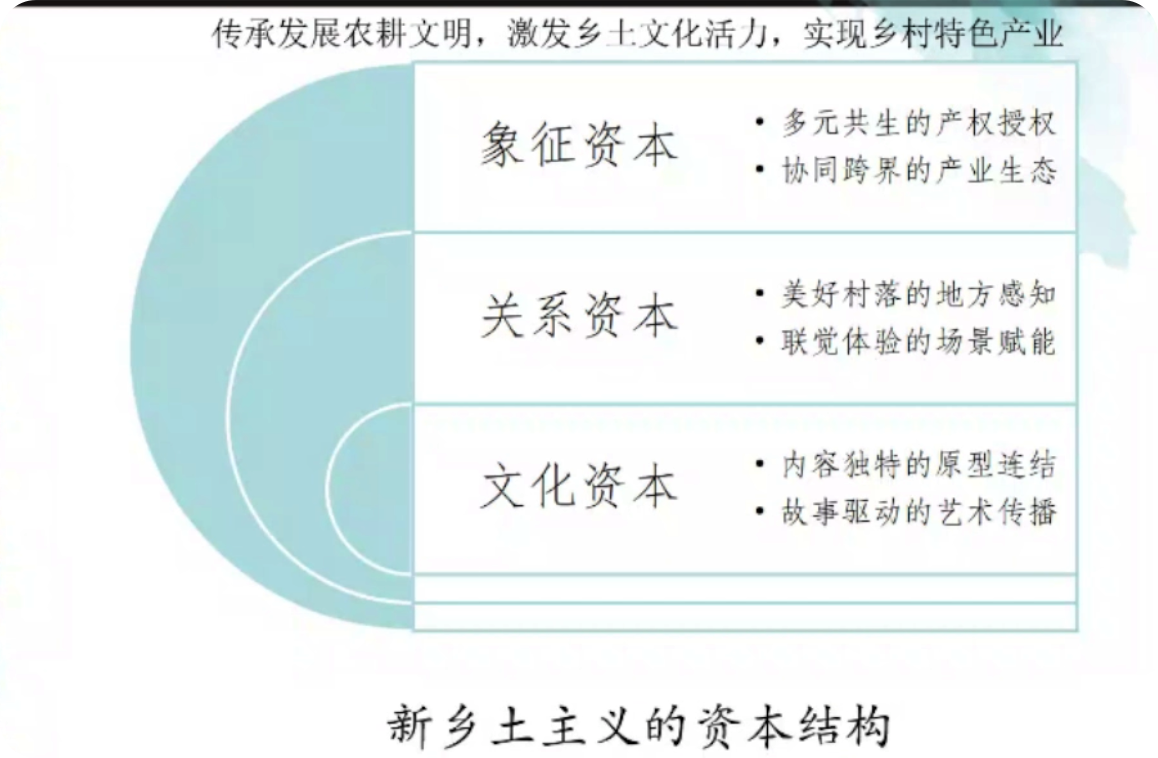 传承发展农耕文明，激发乡土文化活力，实现乡村特色产业
象征资本
• 多元共生的产权授权
• 协同跨界的产业生态
关系资本
• 美好村落的地方感知
• 联觉体验的场景赋能
文化资本
• 内容独特的原型连结
• 故事驱动的艺术传播
新乡土主义的资本结构